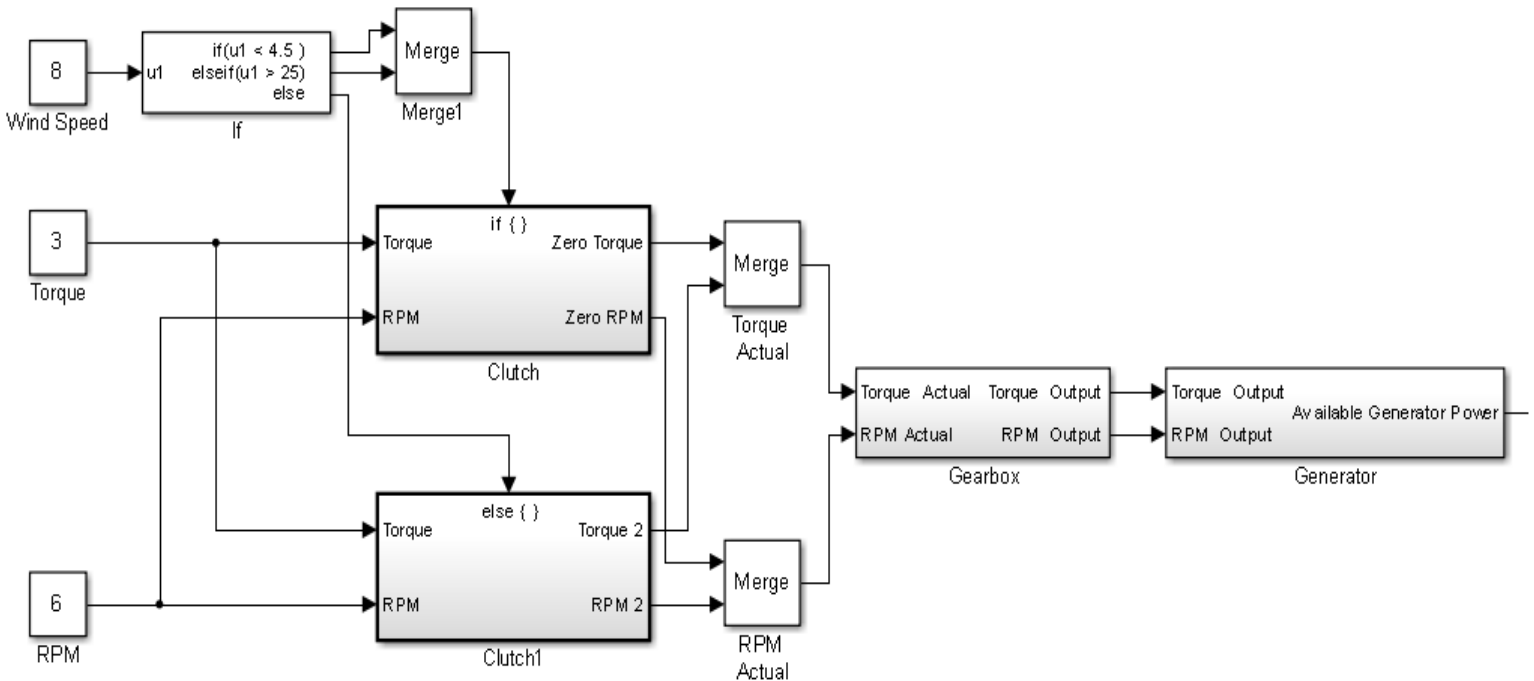 8
Wind Speed
u1
if(u1 < 4.5 )
elseif(u1 > 25)
else
If
Merge
Merge1
3
Torque
if { }
Torque
Zero Torque
RPM
Zero RPM
Clutch
Merge
Torque
Actual
Torque Actual
Torque Output
RPM Actual
RPM Output
Gearbox
Torque Output
Available Generator Power
RPM Output
Generator
else { }
Torque
Torque 2
RPM
RPM 2
Clutch1
6
RPM
Merge
RPM
Actual